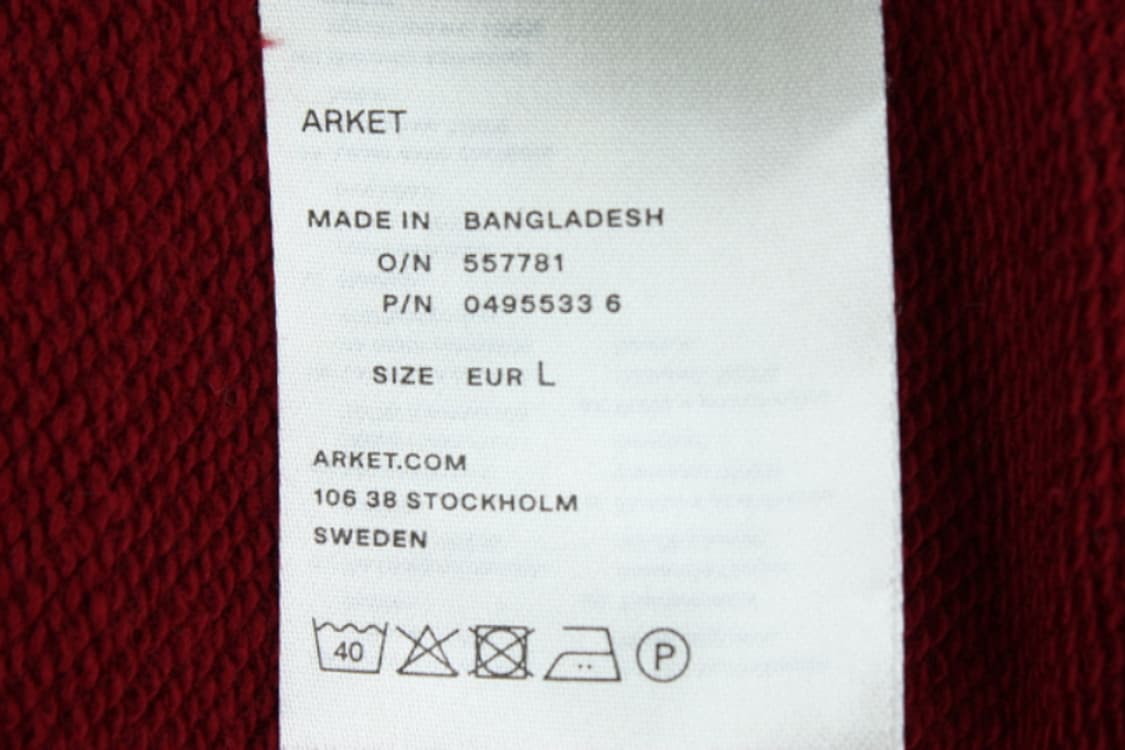 ARKET
MADE IN BANGLADESH
O/N 557781
P/N 0495533 6
SIZE EUR L
ARKET.COM
106 38 STOCKHOLM
SWEDEN
40 P